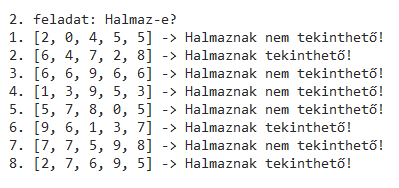 2. feladat: Halmaz-e?
1. [2, 0, 4, 5, 5] -> Halmaznak nem tekinthető!
2. [6, 4, 7, 2, 8] -> Halmaznak tekinthető!
3. [6, 6, 9, 6, 6] -> Halmaznak nem tekinthető!
4. [1, 3, 9, 5, 3] -> Halmaznak nem tekinthető!
5. [5, 7, 8, 0, 5] -> Halmaznak nem tekinthető!
6. [9, 6, 1, 3, 7] -> Halmaznak tekinthető!
7. [7, 7, 5, 9, 8] -> Halmaznak nem tekinthető!
8. [2, 7, 6, 9, 5] -> Halmaznak tekinthető!